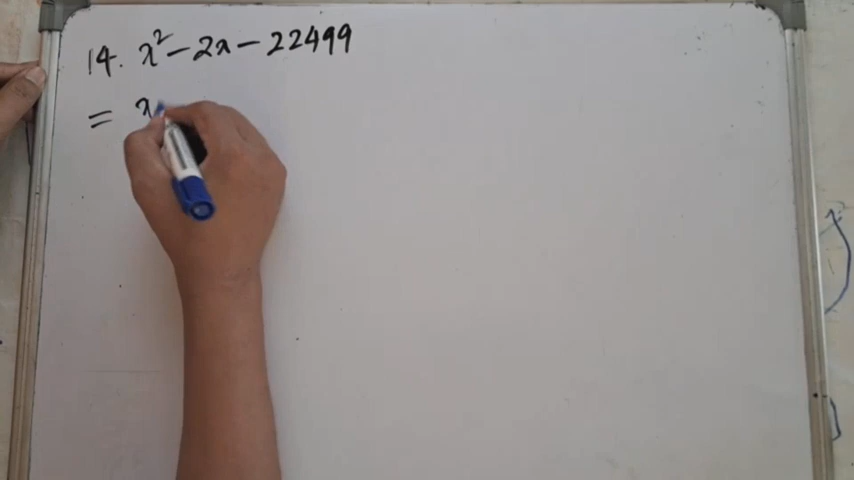 14. x² - 2x - 22499
= x